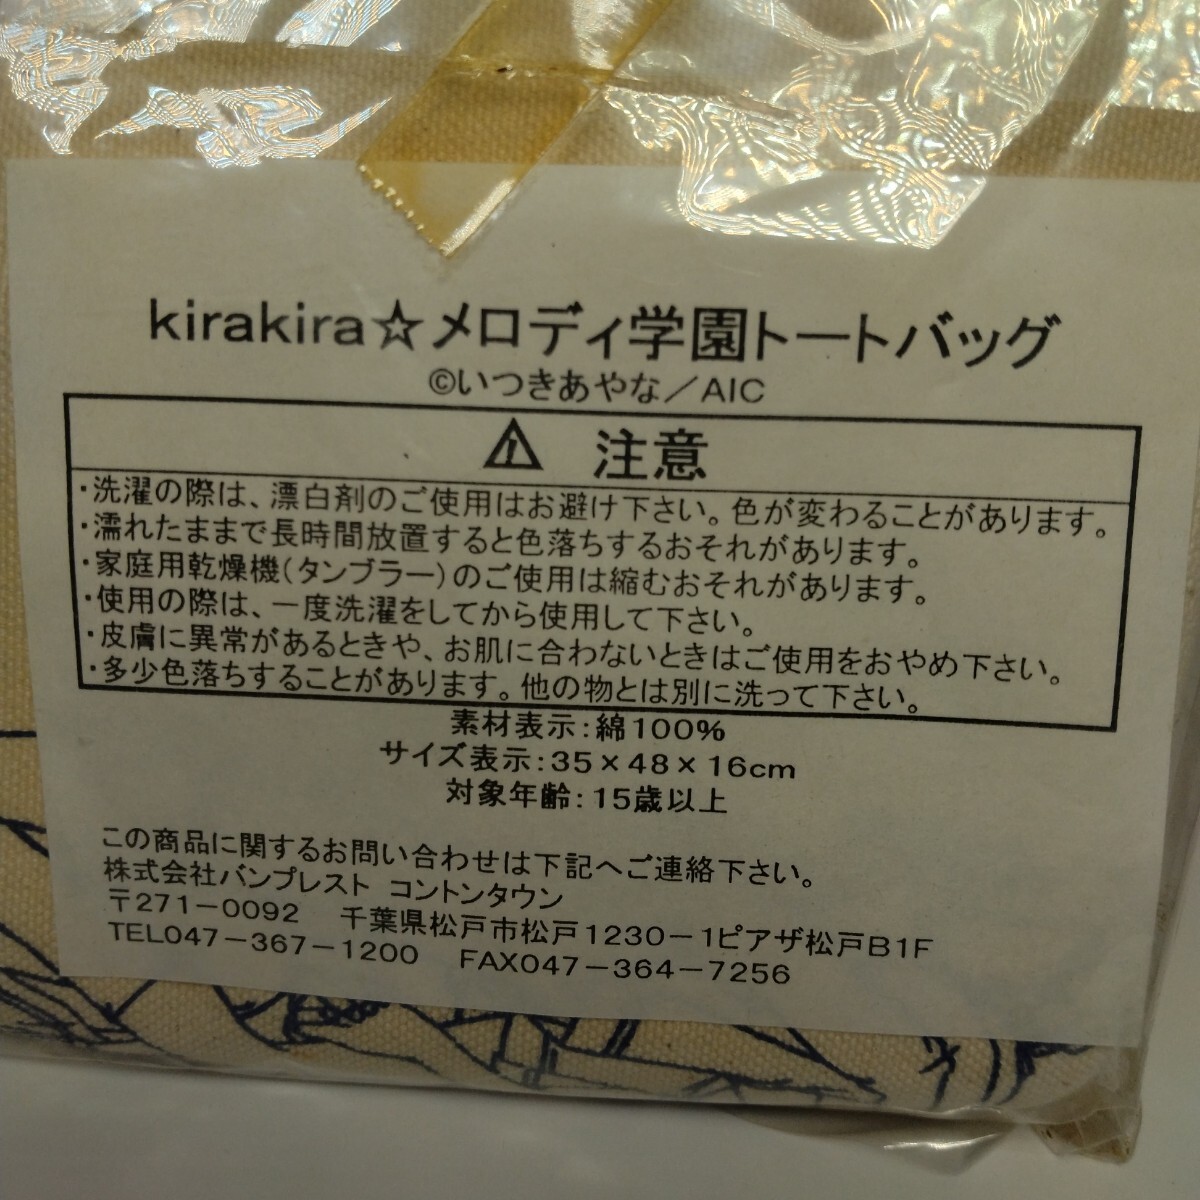 kirakira☆メロディ学園トートバッグ
©いつきあやな／AIC
⚠ 注意
・洗濯の際は、漂白剤のご使用はお避け下さい。色が変わることがあります。
・濡れたままで長時間放置すると色落ちするおそれがあります。
・家庭用乾燥機(タンブラー)のご使用は縮むおそれがあります。
・使用の際は、一度洗濯をしてから使用して下さい。
・皮膚に異常があるときや、お肌に合わないときはご使用をおやめ下さい。
・多少色落ちすることがあります。他の物とは別に洗って下さい。
素材表示：綿100%
サイズ表示：35×48×16cm
対象年齢：15歳以上
この商品に関するお問い合わせは下記へご連絡下さい。
株式会社バンプレスト コントンタウン
〒271-0092 千葉県松戸市松戸1230-1ピアザ松戸B1F
TEL047-367-1200 FAX047-364-7256